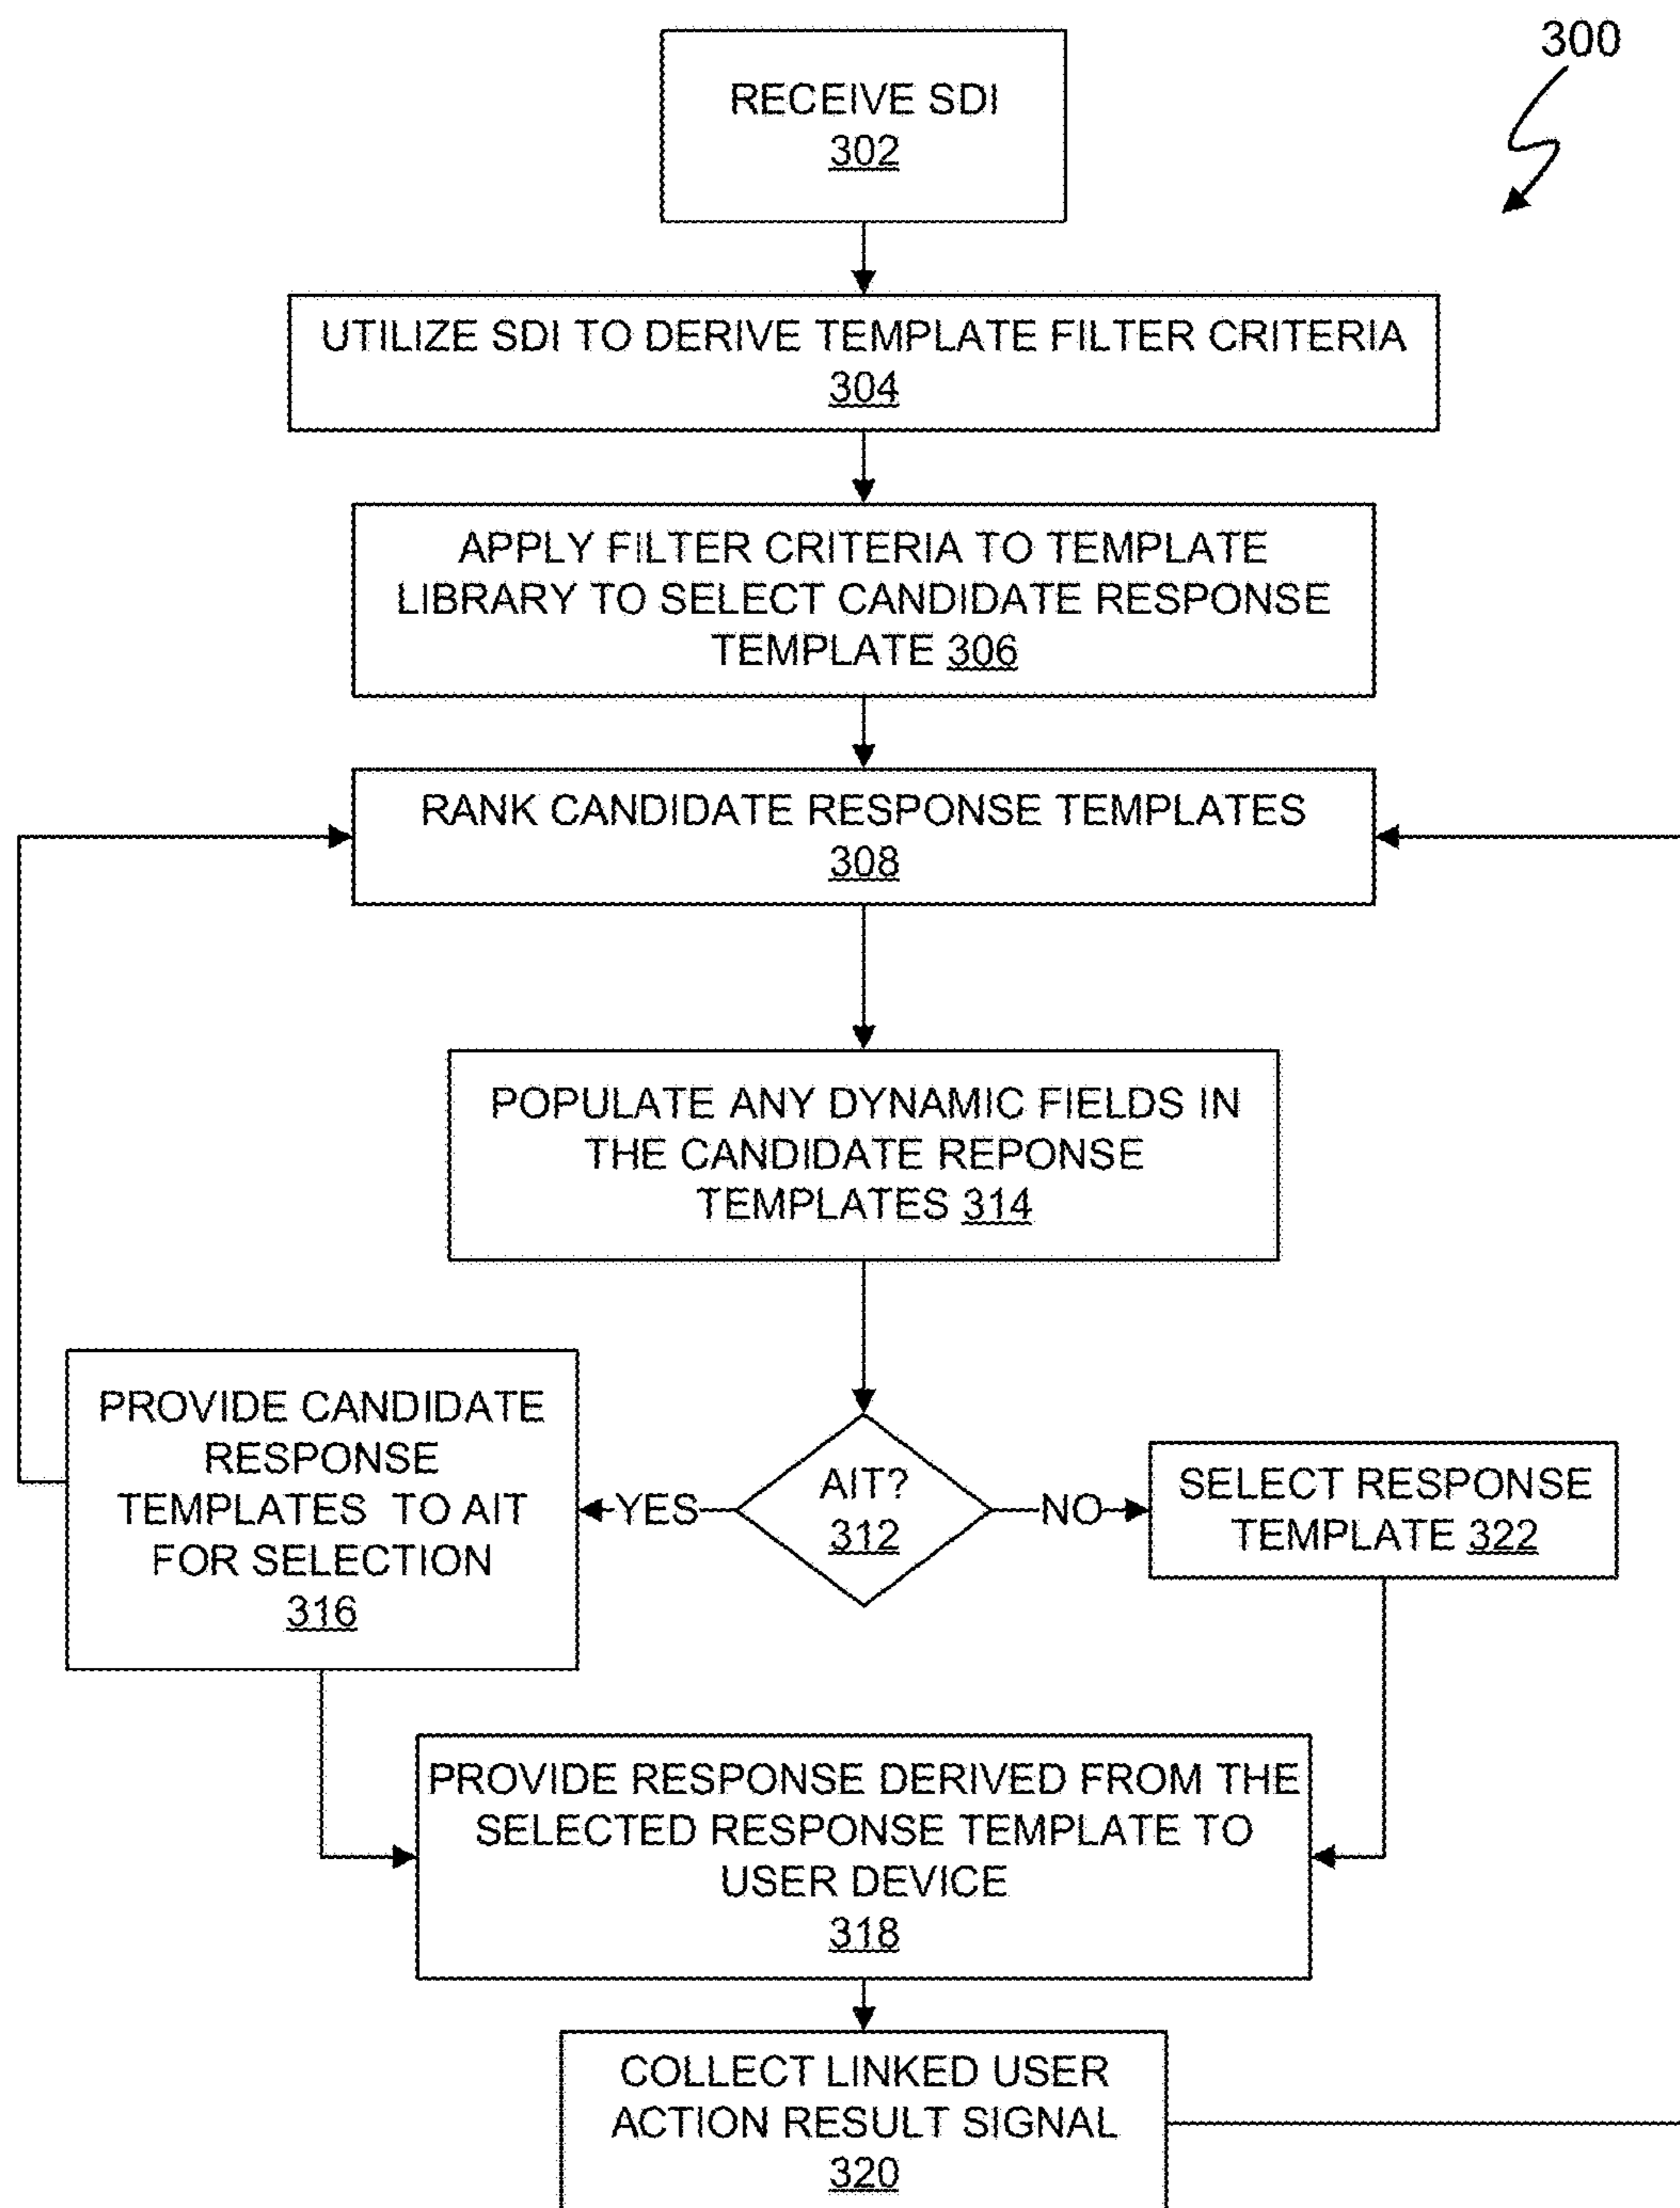 300
RECEIVE SDI
302
UTILIZE SDI TO DERIVE TEMPLATE FILTER CRITERIA
304
APPLY FILTER CRITERIA TO TEMPLATE
LIBRARY TO SELECT CANDIDATE RESPONSE
TEMPLATE 306
RANK CANDIDATE RESPONSE TEMPLATES
308
POPULATE ANY DYNAMIC FIELDS IN
THE CANDIDATE REPONSE
TEMPLATES 314
PROVIDE CANDIDATE
RESPONSE
TEMPLATES TO AIT
FOR SELECTION
316
YES
AIT?
312
NO
SELECT RESPONSE
TEMPLATE 322
PROVIDE RESPONSE DERIVED FROM THE
SELECTED RESPONSE TEMPLATE TO
USER DEVICE
318
COLLECT LINKED USER
ACTION RESULT SIGNAL
320